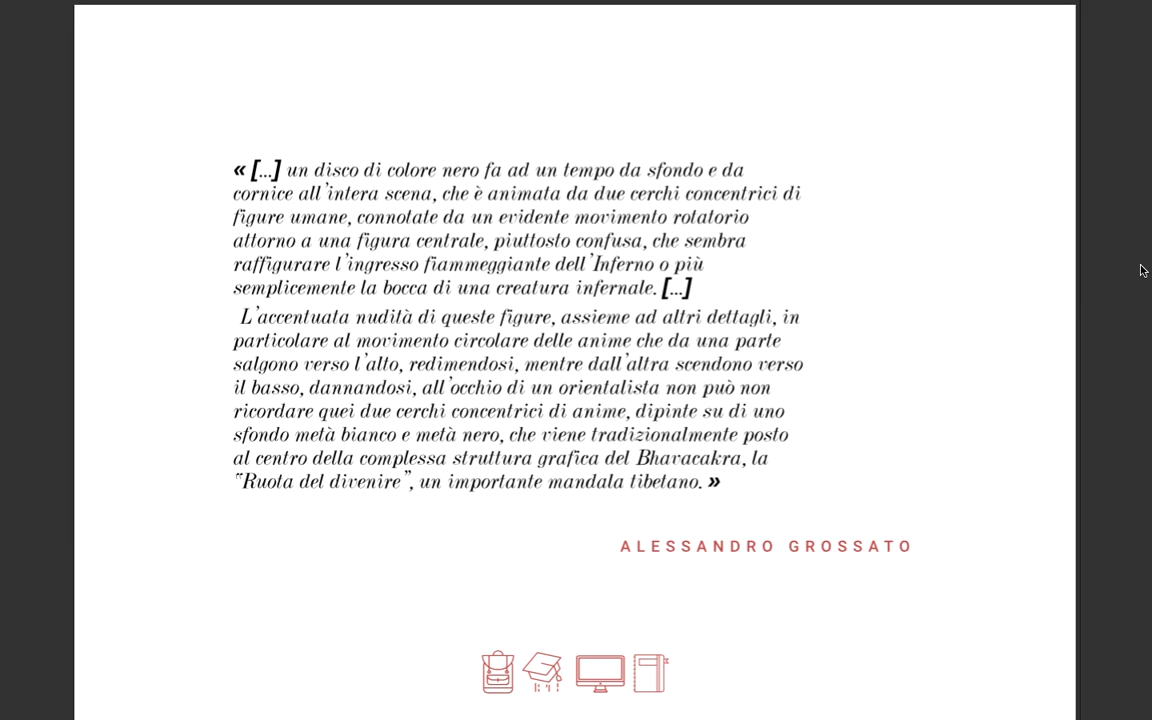 « [...] un disco di colore nero fa ad un tempo da sfondo e da
cornice all'intera scena, che è animata da due cerchi concentrici di
figure umane, connotate da un evidente movimento rotatorio
attorno a una figura centrale, piuttosto confusa, che sembra
raffigurare l'ingresso fiammeggiante dell'Inferno o più
semplicemente la bocca di una creatura infernale. [...]
L'accentuata nudità di queste figure, assieme ad altri dettagli, in
particolare al movimento circolare delle anime che da una parte
salgono verso l'alto, redimendosi, mentre dall'altra scendono verso
il basso, dannandosi, all'occhio di un orientalista non può non
ricordare quei due cerchi concentrici di anime, dipinte su di uno
sfondo metà bianco e metà nero, che viene tradizionalmente posto
al centro della complessa struttura grafica del Bhavacakra, la
"Ruota del divenire", un importante mandala tibetano. »
ALESSANDRO GROSSATO